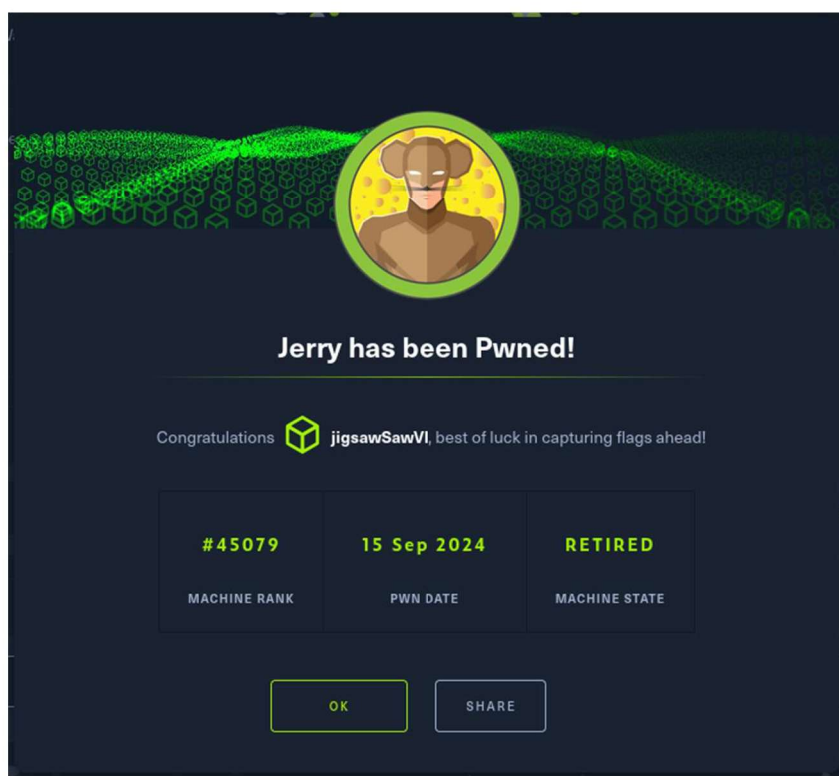 Jerry has been Pwned!
Congratulations jigsawSawVI, best of luck in capturing flags ahead!
#45079 15 Sep 2024 RETIRED
MACHINE RANK PWN DATE MACHINE STATE
OK SHARE